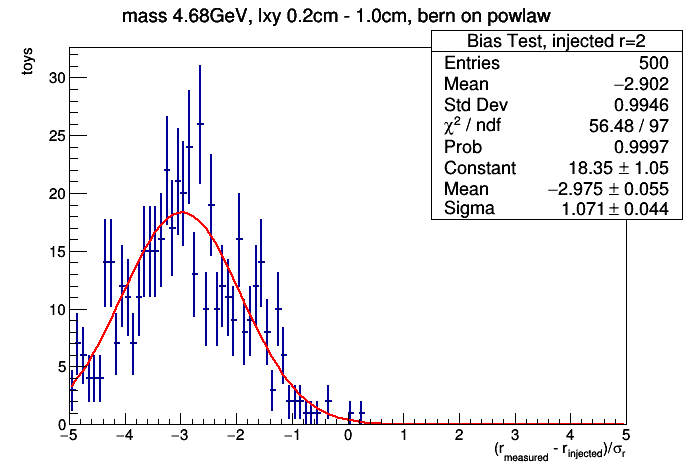 mass 4.68GeV, lxy 0.2cm - 1.0cm, bern on powlaw
toys
Bias Test, injected r=2
Entries 500
Mean −2.902
Std Dev 0.9946
χ² / ndf 56.48 / 97
Prob 0.9997
Constant 18.35 ± 1.05
Mean −2.975 ± 0.055
Sigma 1.071 ± 0.044
30
25
20
15
10
5
0
−5 −4 −3 −2 −1 0 1 2 3 4 5
(r_measured - r_injected)/σ_r